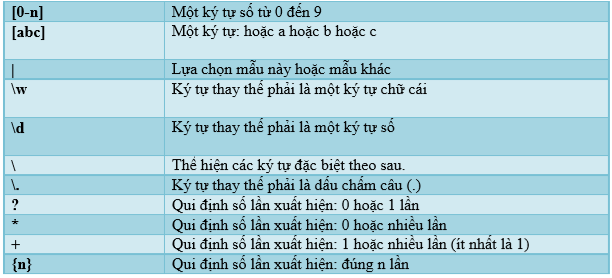 [0-n] Một ký tự số từ 0 đến 9
[abc] Một ký tự: hoặc a hoặc b hoặc c
| Lựa chọn mẫu này hoặc mẫu khác
\w Ký tự thay thế phải là một ký tự chữ cái
\d Ký tự thay thế phải là một ký tự số
\ Thể hiện các ký tự đặc biệt theo sau.
\. Ký tự thay thế phải là dấu chấm câu (.)
? Qui định số lần xuất hiện: 0 hoặc 1 lần
* Qui định số lần xuất hiện: 0 hoặc nhiều lần
+ Qui định số lần xuất hiện: 1 hoặc nhiều lần (ít nhất là 1)
{n} Qui định số lần xuất hiện: đúng n lần